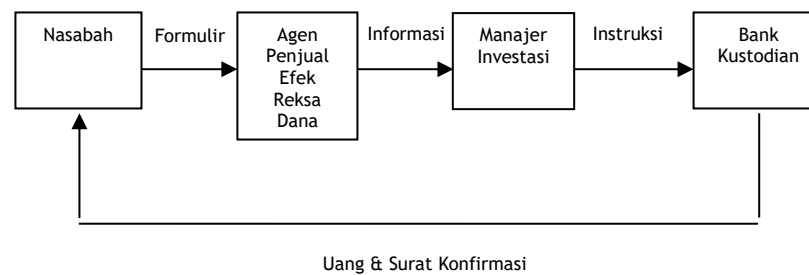 Nasabah
Formulir
Agen
Penjual
Efek
Reksa
Dana
Informasi
Manajer
Investasi
Instruksi
Bank
Kustodian
Uang & Surat Konfirmasi